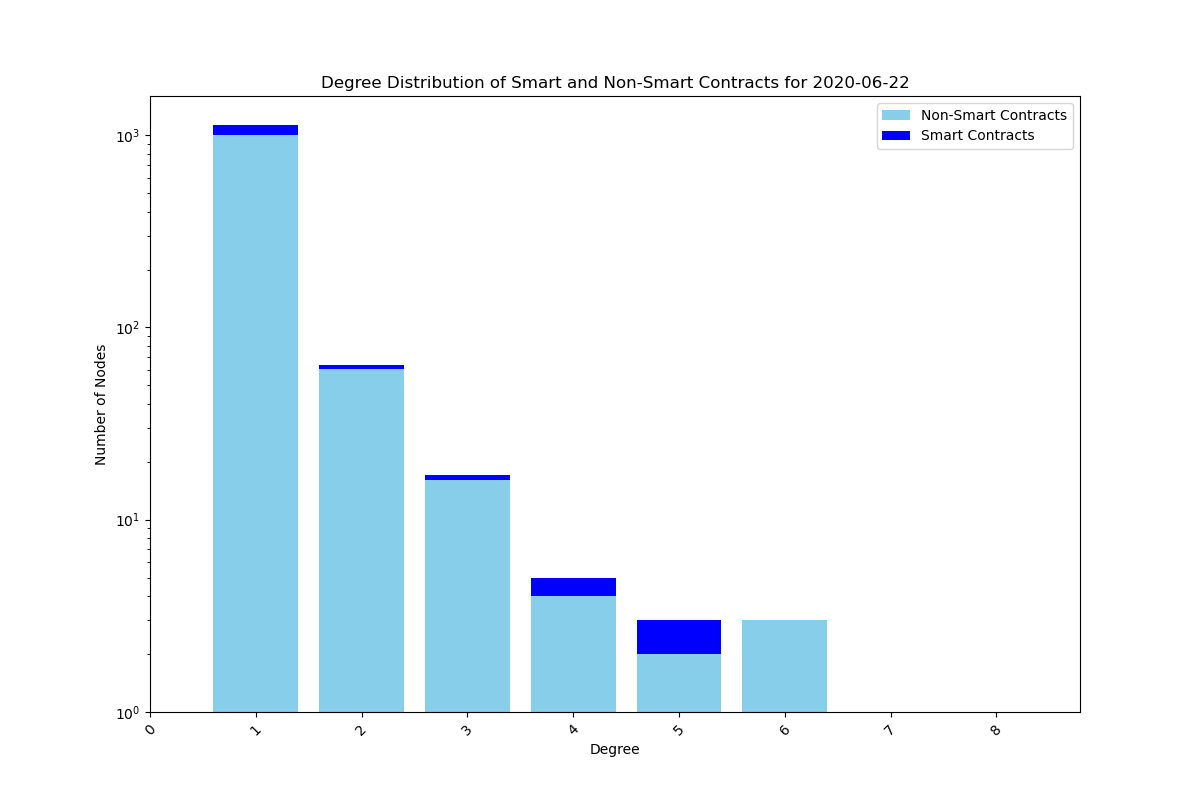 Degree Distribution of Smart and Non-Smart Contracts for 2020-06-22
Non-Smart Contracts
Smart Contracts
Number of Nodes
10³
10²
10¹
10⁰
0 1 2 3 4 5 6 7 8
Degree